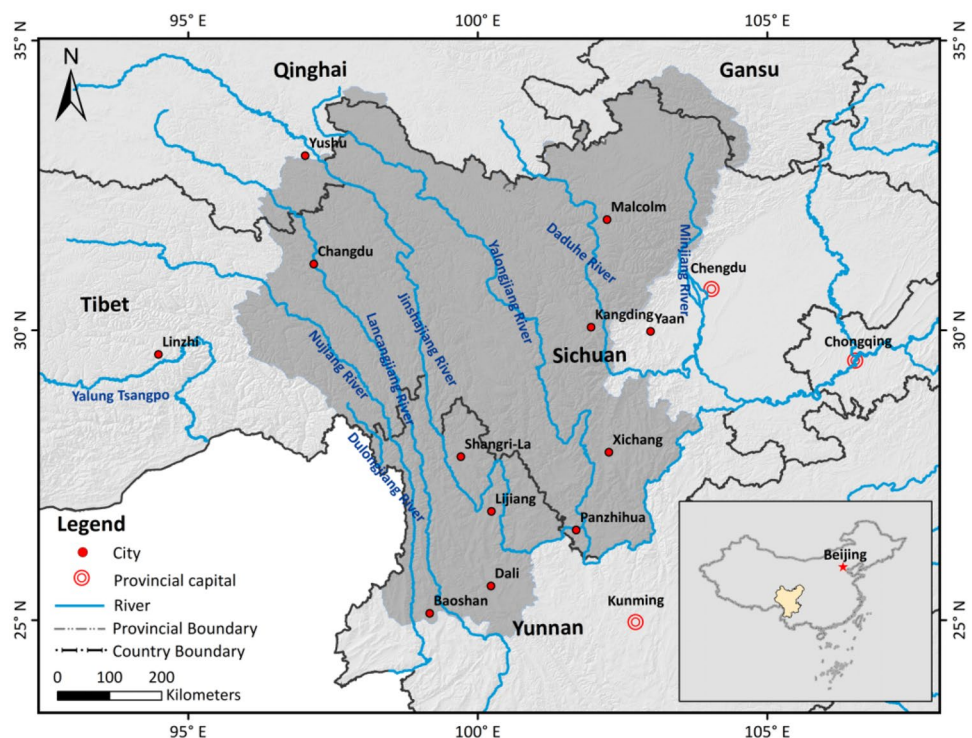 95° E
100° E
105° E
35° N
35° N
N
Qinghai
Gansu
Yushu
Malcolm
Daduhe River
Minjiang River
Changdu
Yalongjiang River
Chengdu
Tibet
Jinshajiang River
Lancangjiang River
Nujiang River
Kangding
Yaan
30° N
30° N
Linzhi
Sichuan
Chongqing
Yalung Tsangpo
Dulongjiang River
Shangri-La
Xichang
Lijiang
Panzhihua
Legend
City
Provincial capital
River
Provincial Boundary
Country Boundary
0 100 200
Kilometers
Dali
Baoshan
Kunming
Yunnan
Beijing
25° N
25° N
95° E
100° E
105° E